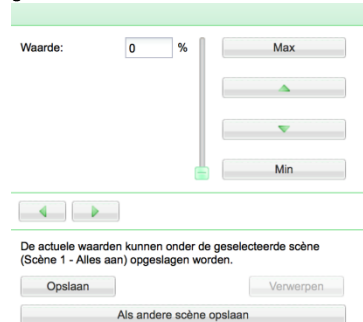 Waarde:
0
%
Max
Min
De actuele waarden kunnen onder de geselecteerde scène
(Scène 1 - Alles aan) opgeslagen worden.
Opslaan
Verwerpen
Als andere scène opslaan